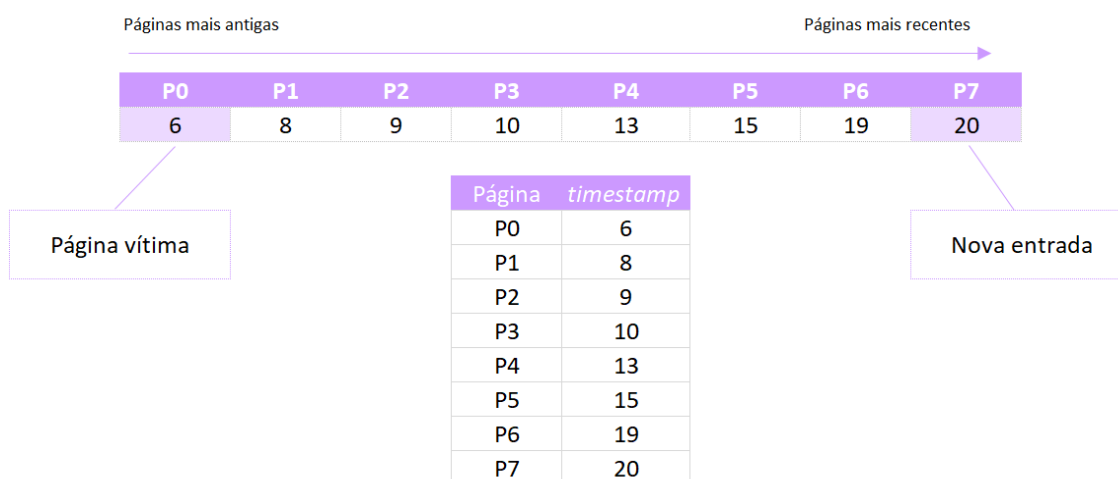 Páginas mais antigas
Páginas mais recentes
P0 P1 P2 P3 P4 P5 P6 P7
6 8 9 10 13 15 19 20
Página vítima
Nova entrada
Página timestamp
P0 6
P1 8
P2 9
P3 10
P4 13
P5 15
P6 19
P7 20